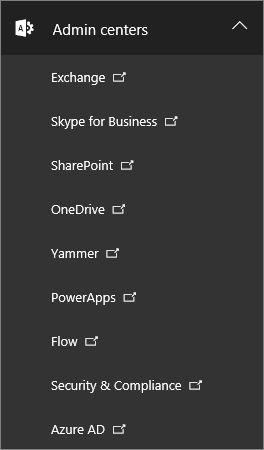 Admin centers
Exchange
Skype for Business
SharePoint
OneDrive
Yammer
PowerApps
Flow
Security & Compliance
Azure AD